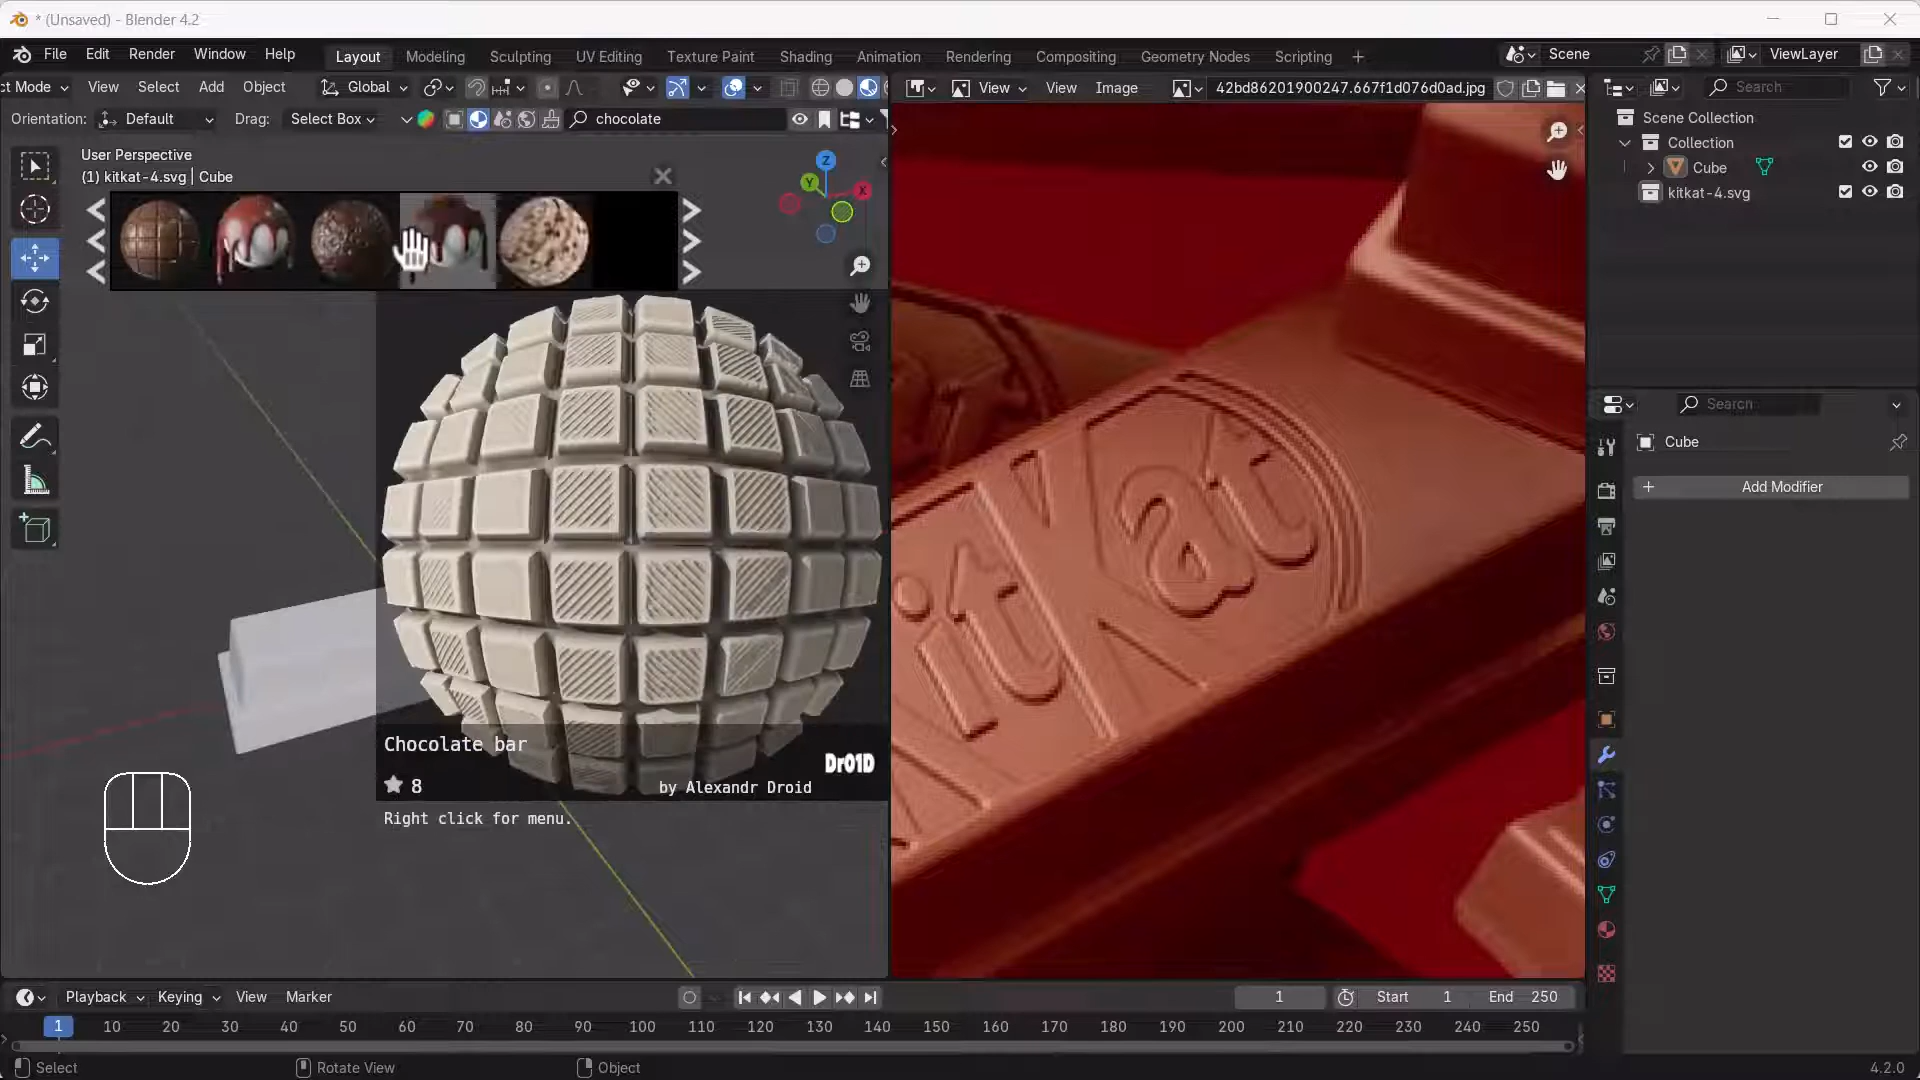 * (Unsaved) - Blender 4.2
File Edit Render Window Help
Layout Modeling Sculpting UV Editing Texture Paint Shading Animation Rendering Compositing Geometry Nodes Scripting +
Scene
ViewLayer
ct Mode View Select Add Object Global
View View Image 42bd86201900247.667f1d076d0ad.jpg
Search
Orientation: Default Drag: Select Box chocolate
Scene Collection
Collection
Cube
kitkat-4.svg
User Perspective
(1) kitkat-4.svg | Cube
Z
Y
X
Kat
it
at
Search
Cube
+ Add Modifier
Chocolate bar
Dr01D
8
by Alexandr Droid
Right click for menu.
Playback Keying View Marker
1 Start 1 End 250
1 10 20 30 40 50 60 70 80 90 100 110 120 130 140 150 160 170 180 190 200 210 220 230 240 250
Select Rotate View Object
4.2.0